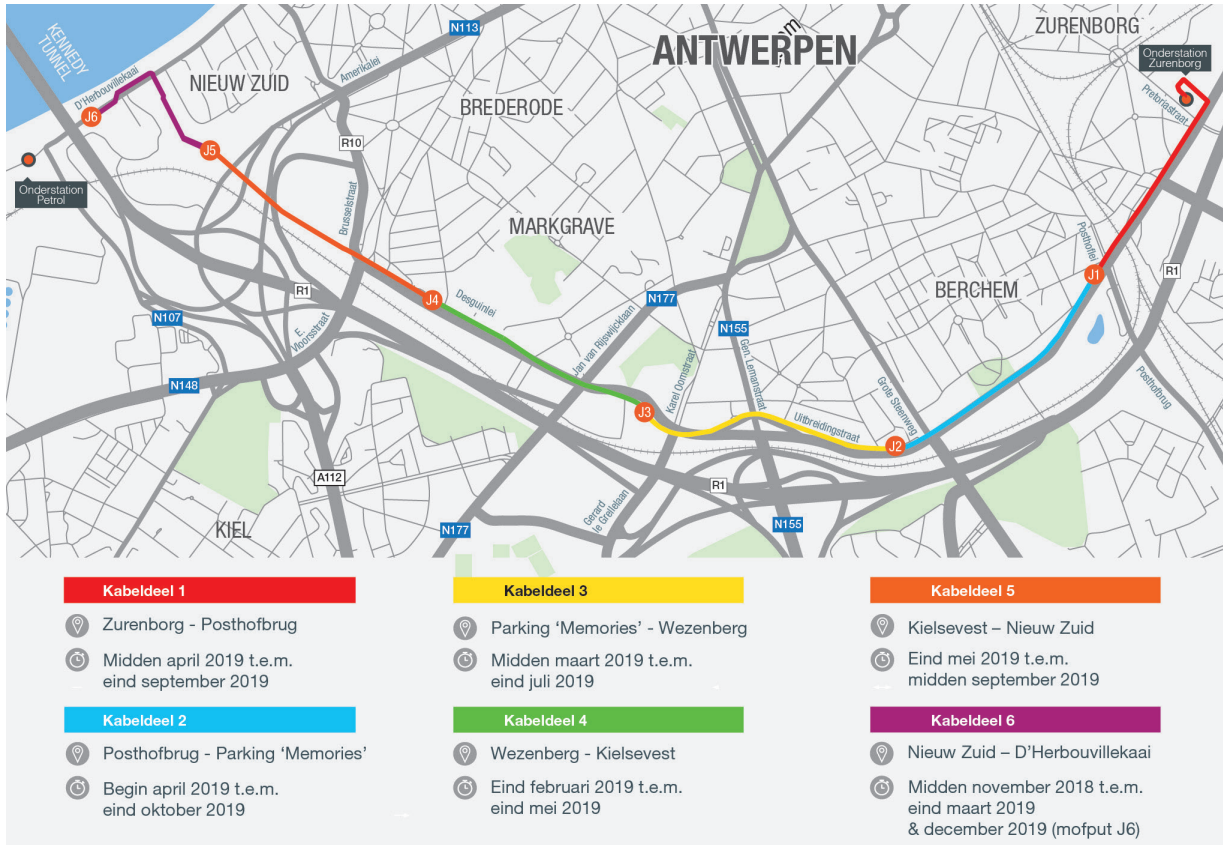 KENNEDY
TUNNEL
D'Herbouvillekaai
NIEUW ZUID
Amerikalei
N113
BREDERODE
ANTWERPEN
ZURENBORG
Onderstation
Zurenborg
Pretoriastraat
J6
J5
R10
Onderstation
Petrol
Brusselstraat
MARKGRAVE
Posthoflei
J1
R1
BERCHEM
R1
J4
Desguinlei
N177
N107
E.
Vloorsstraat
Jan van Rijswijcklaan
N155
Gen. Lemanstraat
Karel Oomstraat
N148
Grote Steenweg
Posthofbrug
J3
Uitbreidingstraat
J2
A112
R1
KIEL
N177
Gerard
le Grellelaan
N155
Kabeldeel 1
Zurenborg - Posthofbrug
Midden april 2019 t.e.m.
eind september 2019
Kabeldeel 2
Posthofbrug - Parking ‘Memories’
Begin april 2019 t.e.m.
eind oktober 2019
Kabeldeel 3
Parking ‘Memories’ - Wezenberg
Midden maart 2019 t.e.m.
eind juli 2019
Kabeldeel 4
Wezenberg - Kielsevest
Eind februari 2019 t.e.m.
eind mei 2019
Kabeldeel 5
Kielsevest – Nieuw Zuid
Eind mei 2019 t.e.m.
midden september 2019
Kabeldeel 6
Nieuw Zuid – D’Herbouvillekaai
Midden november 2018 t.e.m.
eind maart 2019
& december 2019 (mofput J6)